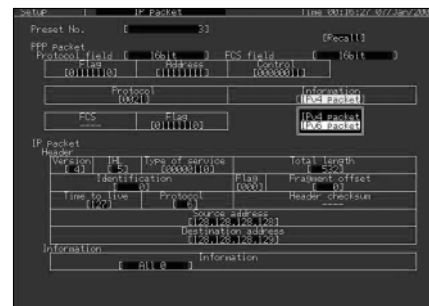 Setup IP Packet Time 00:16:27 07/Jan/200
Preset No. [ 3]
[Recall]
PPP Packet
Protocol field [ 16bit ] FCS field [ 16bit ]
Flag Address Control
[01111110] [11111111] [00000011]
Protocol Information
[0021] [IPv4 packet]
FCS Flag IPv4 packet
---- [01111110] IPv6 packet
IP Packet
Header
Version IHL Type of service Total length
[ 4] [ 5] [00000110] [ 532]
Identification Flag Fragment offset
[ 0] [000] [ 0]
Time to live Protocol Header checksum
[127] [ 6] ----
Source address
[128.128.128.128]
Destination address
[128.128.128.129]
Information
Information
[ All 0 ]